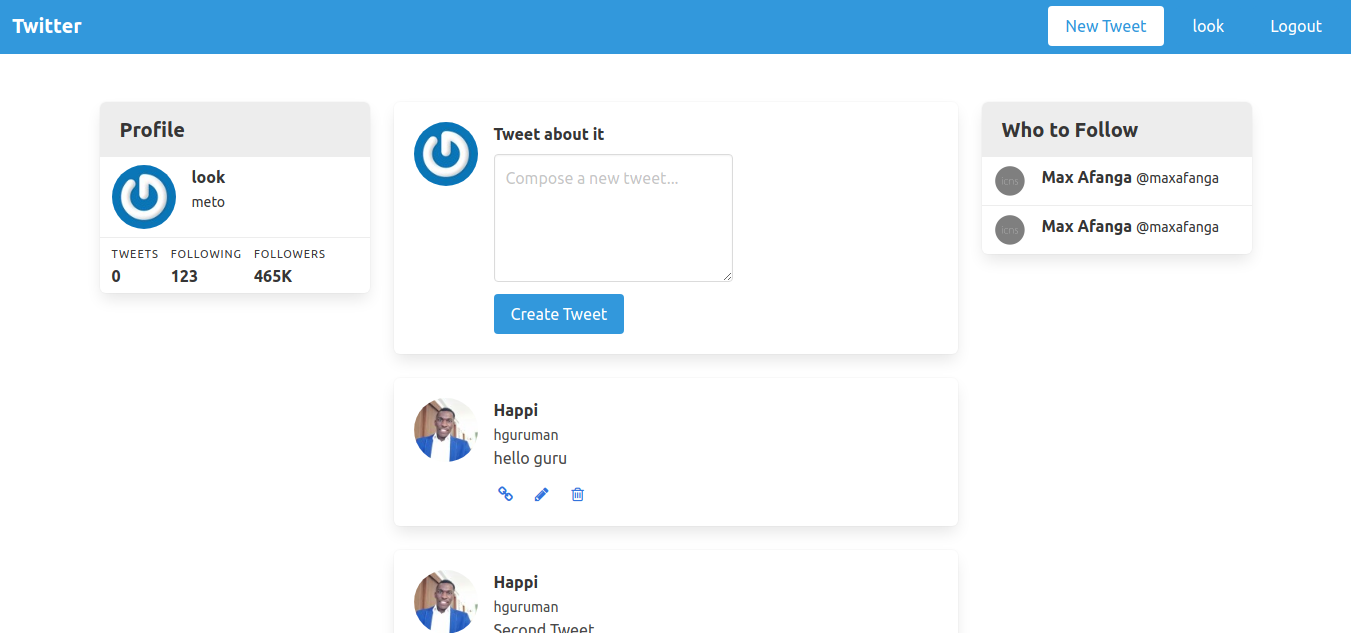 Twitter
New Tweet
look
Logout
Profile
look
meto
TWEETS FOLLOWING FOLLOWERS
0 123 465K
Tweet about it
Compose a new tweet...
Create Tweet
Happi
hguruman
hello guru
Happi
hguruman
Second Tweet
Who to Follow
icns
Max Afanga @maxafanga
icns
Max Afanga @maxafanga